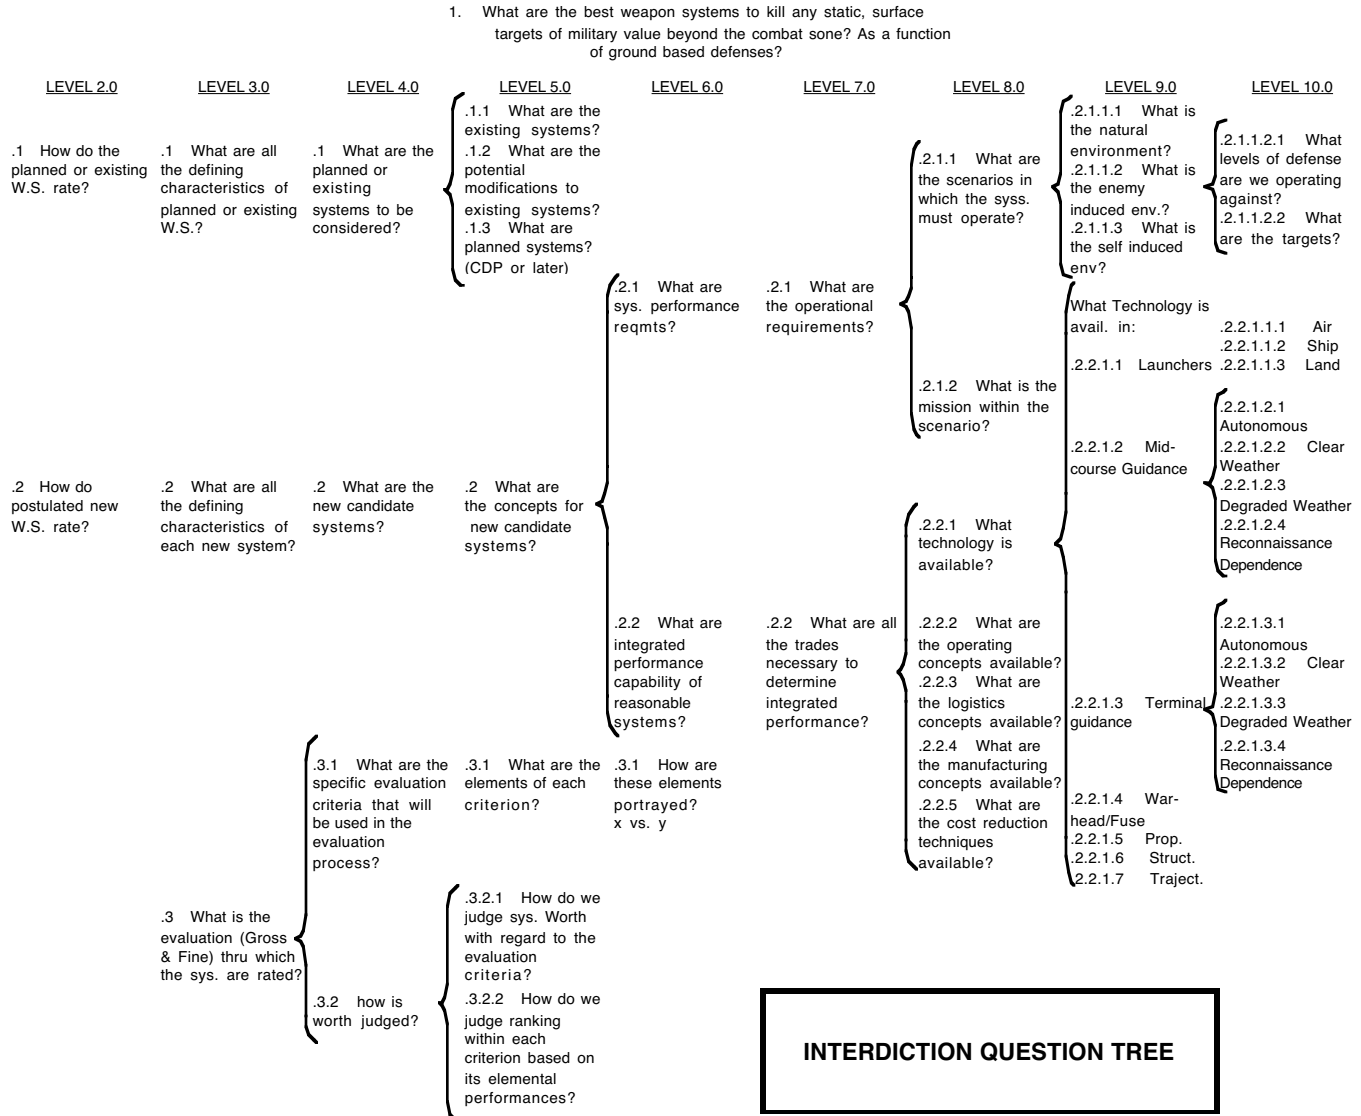 1. What are the best weapon systems to kill any static, surface
targets of military value beyond the combat sone? As a function
of ground based defenses?
LEVEL 2.0
LEVEL 3.0
LEVEL 4.0
LEVEL 5.0
LEVEL 6.0
LEVEL 7.0
LEVEL 8.0
LEVEL 9.0
LEVEL 10.0
.1 How do the
planned or existing
W.S. rate?
.2 How do
postulated new
W.S. rate?
.1 What are all
the defining
characteristics of
planned or existing
W.S.?
.2 What are all
the defining
characteristics of
each new system?
.3 What is the
evaluation (Gross
& Fine) thru which
the sys. are rated?
.1 What are the
planned or
existing
systems to be
considered?
.2 What are the
new candidate
systems?
.3.1 What are the
specific evaluation
criteria that will
be used in the
evaluation
process?
.3.2 how is
worth judged?
.1.1 What are the
existing systems?
.1.2 What are the
potential
modifications to
existing systems?
.1.3 What are
planned systems?
(CDP or later)
.2 What are
the concepts for
new candidate
systems?
.3.1 What are the
elements of each
criterion?
.3.2.1 How do we
judge sys. Worth
with regard to the
evaluation
criteria?
.3.2.2 How do we
judge ranking
within each
criterion based on
its elemental
performances?
.2.1 What are
sys. performance
reqmts?
.2.2 What are
integrated
performance
capability of
reasonable
systems?
.3.1 How are
these elements
portrayed?
x vs. y
.2.1 What are
the operational
requirements?
.2.2 What are all
the trades
necessary to
determine
integrated
performance?
.2.1.1 What are
the scenarios in
which the syss.
must operate?
.2.1.2 What is the
mission within the
scenario?
.2.2.1 What
technology is
available?
.2.2.2 What are
the operating
concepts available?
.2.2.3 What are
the logistics
concepts available?
.2.2.4 What are
the manufacturing
concepts available?
.2.2.5 What are
the cost reduction
techniques
available?
.2.1.1.1 What is
the natural
environment?
.2.1.1.2 What is
the enemy
induced env.?
.2.1.1.3 What is
the self induced
env?
What Technology is
avail. in:
.2.2.1.1 Launchers
.2.2.1.2 Mid-
course Guidance
.2.2.1.3 Terminal
guidance
.2.2.1.4 War-
head/Fuse
.2.2.1.5 Prop.
.2.2.1.6 Struct.
.2.2.1.7 Traject.
.2.1.1.2.1 What
levels of defense
are we operating
against?
.2.1.1.2.2 What
are the targets?
.2.2.1.1.1 Air
.2.2.1.1.2 Ship
.2.2.1.1.3 Land
.2.2.1.2.1
Autonomous
.2.2.1.2.2 Clear
Weather
.2.2.1.2.3
Degraded Weather
.2.2.1.2.4
Reconnaissance
Dependence
.2.2.1.3.1
Autonomous
.2.2.1.3.2 Clear
Weather
.2.2.1.3.3
Degraded Weather
.2.2.1.3.4
Reconnaissance
Dependence
INTERDICTION QUESTION TREE